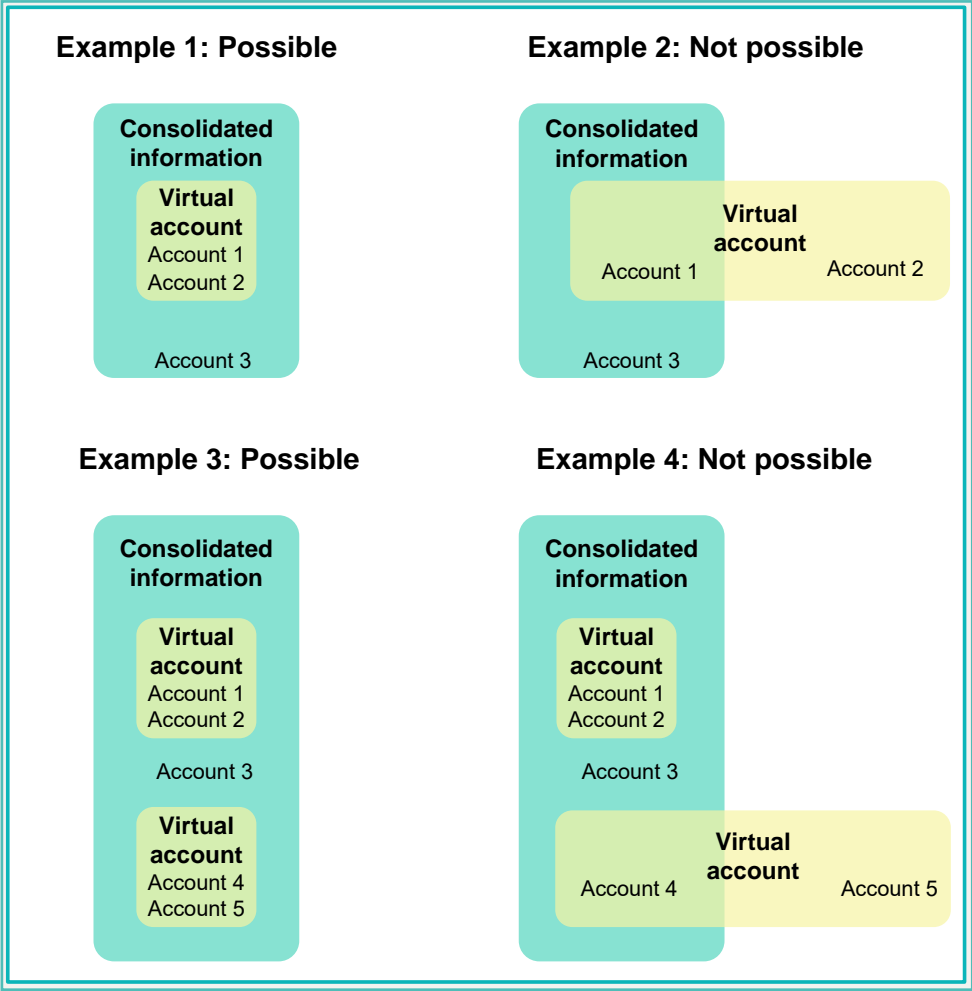 Example 1: Possible
Consolidated
information
Virtual
account
Account 1
Account 2
Account 3
Example 2: Not possible
Consolidated
information
Virtual
account
Account 1
Account 2
Account 3
Example 3: Possible
Consolidated
information
Virtual
account
Account 1
Account 2
Account 3
Virtual
account
Account 4
Account 5
Example 4: Not possible
Consolidated
information
Virtual
account
Account 1
Account 2
Account 3
Virtual
account
Account 4
Account 5